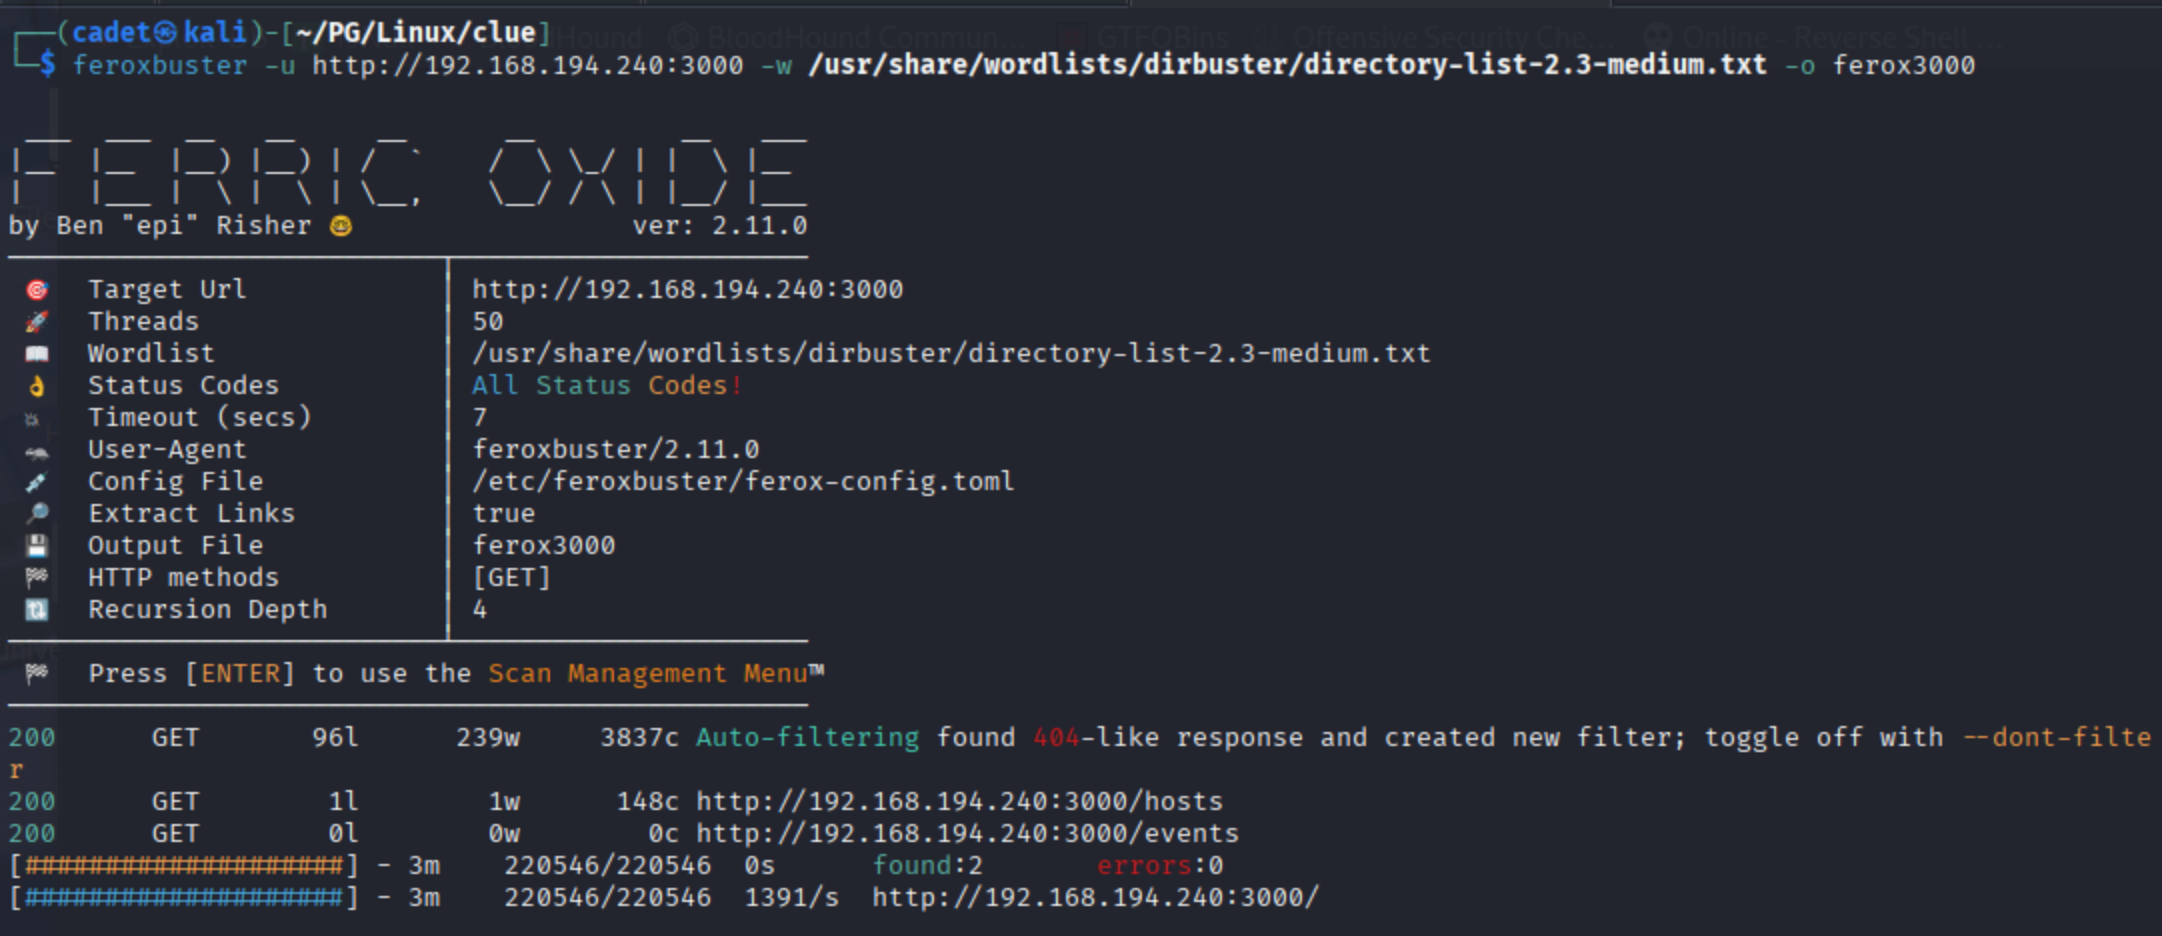 (cadet㉿kali)-[~/PG/Linux/clue]
$ feroxbuster -u http://192.168.194.240:3000 -w /usr/share/wordlists/dirbuster/directory-list-2.3-medium.txt -o ferox3000
FERRIC OXIDE
by Ben "epi" Risher 🤓 ver: 2.11.0
🎯 Target Url │ http://192.168.194.240:3000
🚀 Threads │ 50
📖 Wordlist │ /usr/share/wordlists/dirbuster/directory-list-2.3-medium.txt
👌 Status Codes │ All Status Codes!
💥 Timeout (secs) │ 7
🦡 User-Agent │ feroxbuster/2.11.0
💉 Config File │ /etc/feroxbuster/ferox-config.toml
🔎 Extract Links │ true
💾 Output File │ ferox3000
🏁 HTTP methods │ [GET]
🔃 Recursion Depth │ 4
🏁 Press [ENTER] to use the Scan Management Menu™
200 GET 96l 239w 3837c Auto-filtering found 404-like response and created new filter; toggle off with --dont-filte
r
200 GET 1l 1w 148c http://192.168.194.240:3000/hosts
200 GET 0l 0w 0c http://192.168.194.240:3000/events
[####################] - 3m 220546/220546 0s found:2 errors:0
[####################] - 3m 220546/220546 1391/s http://192.168.194.240:3000/